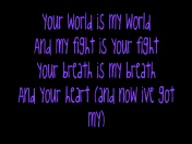 Your world is my world
And my fight is your fight
Your breath is my breath
And your heart (and now ive got
my)